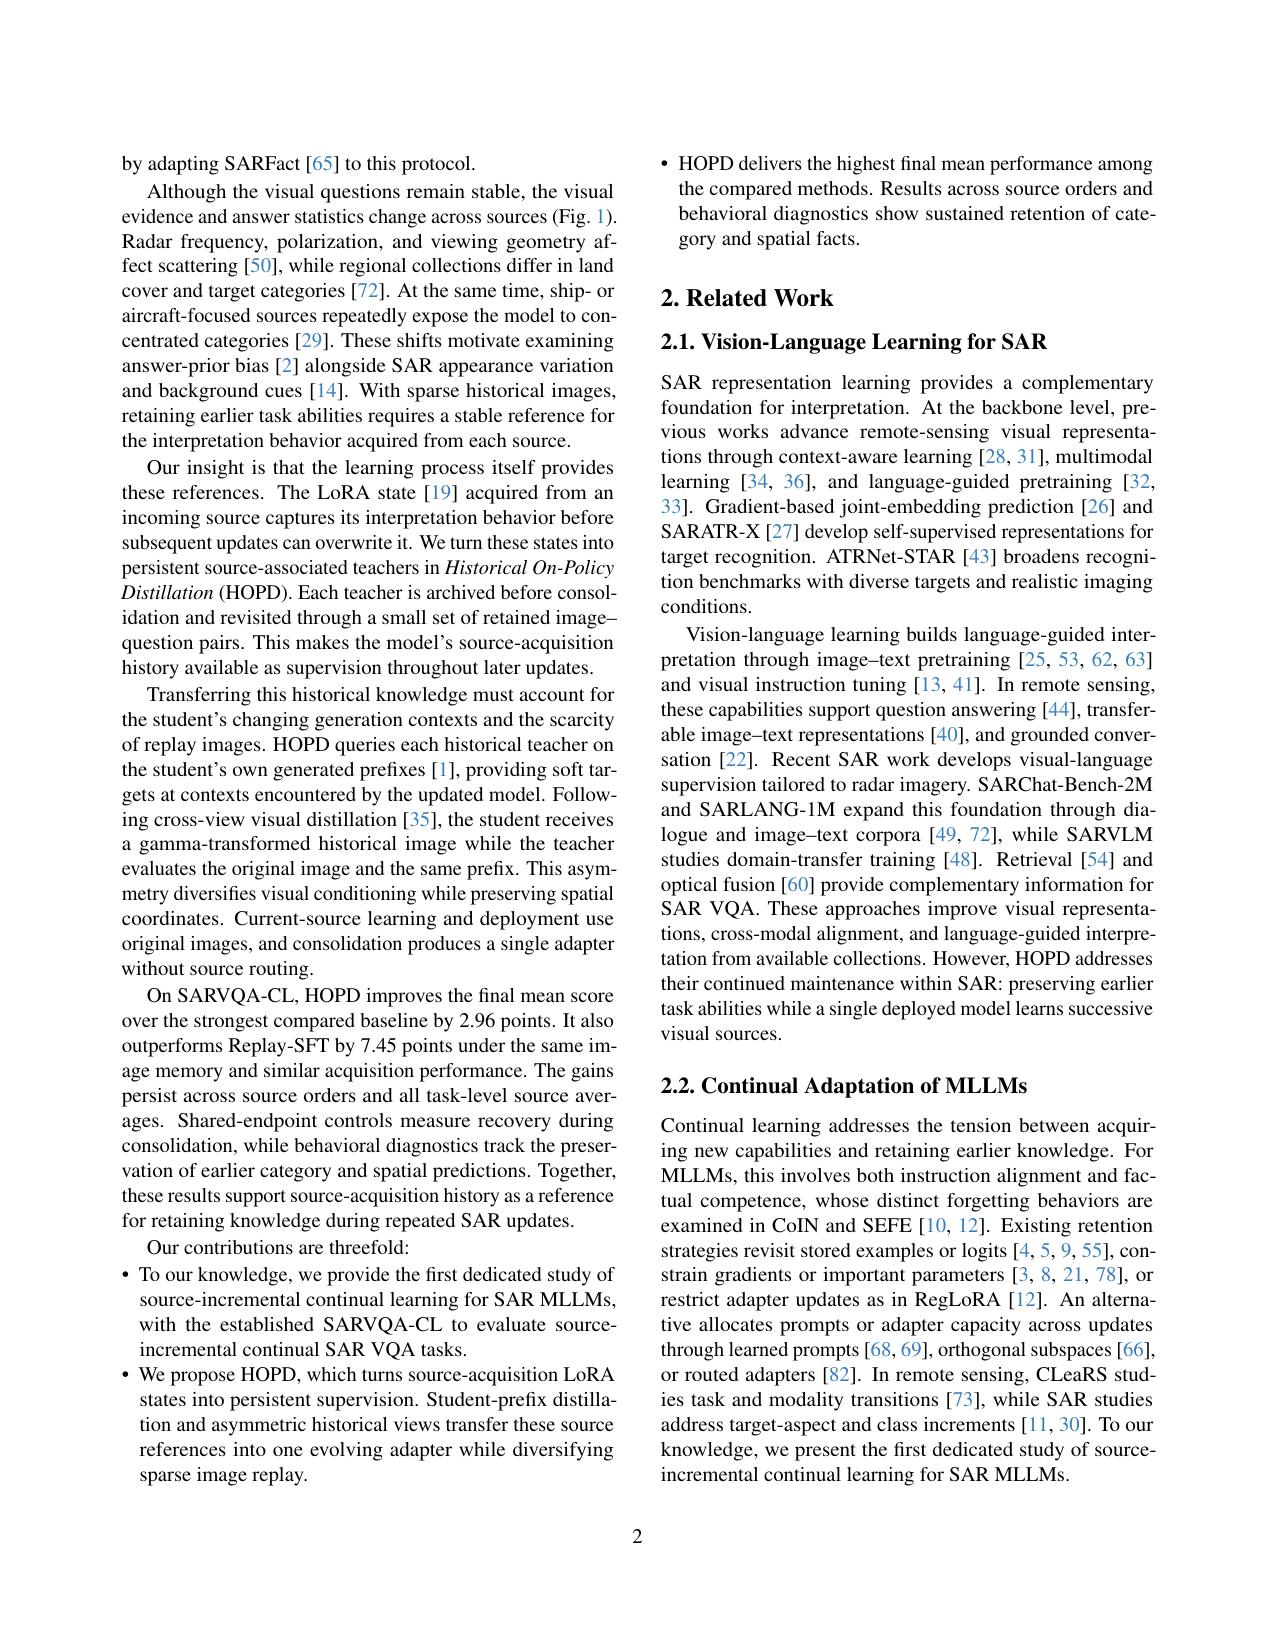 by adapting SARFact [65] to this protocol.
Although the visual questions remain stable, the visual
evidence and answer statistics change across sources (Fig. 1).
Radar frequency, polarization, and viewing geometry af-
fect scattering [50], while regional collections differ in land
cover and target categories [72]. At the same time, ship- or
aircraft-focused sources repeatedly expose the model to con-
centrated categories [29]. These shifts motivate examining
answer-prior bias [2] alongside SAR appearance variation
and background cues [14]. With sparse historical images,
retaining earlier task abilities requires a stable reference for
the interpretation behavior acquired from each source.
Our insight is that the learning process itself provides
these references. The LoRA state [19] acquired from an
incoming source captures its interpretation behavior before
subsequent updates can overwrite it. We turn these states into
persistent source-associated teachers in Historical On-Policy
Distillation (HOPD). Each teacher is archived before consol-
idation and revisited through a small set of retained image–
question pairs. This makes the model's source-acquisition
history available as supervision throughout later updates.
Transferring this historical knowledge must account for
the student's changing generation contexts and the scarcity
of replay images. HOPD queries each historical teacher on
the student's own generated prefixes [1], providing soft tar-
gets at contexts encountered by the updated model. Follow-
ing cross-view visual distillation [35], the student receives
a gamma-transformed historical image while the teacher
evaluates the original image and the same prefix. This asym-
metry diversifies visual conditioning while preserving spatial
coordinates. Current-source learning and deployment use
original images, and consolidation produces a single adapter
without source routing.
On SARVQA-CL, HOPD improves the final mean score
over the strongest compared baseline by 2.96 points. It also
outperforms Replay-SFT by 7.45 points under the same im-
age memory and similar acquisition performance. The gains
persist across source orders and all task-level source aver-
ages. Shared-endpoint controls measure recovery during
consolidation, while behavioral diagnostics track the preser-
vation of earlier category and spatial predictions. Together,
these results support source-acquisition history as a reference
for retaining knowledge during repeated SAR updates.
Our contributions are threefold:
• To our knowledge, we provide the first dedicated study of
source-incremental continual learning for SAR MLLMs,
with the established SARVQA-CL to evaluate source-
incremental continual SAR VQA tasks.
• We propose HOPD, which turns source-acquisition LoRA
states into persistent supervision. Student-prefix distilla-
tion and asymmetric historical views transfer these source
references into one evolving adapter while diversifying
sparse image replay.
• HOPD delivers the highest final mean performance among
the compared methods. Results across source orders and
behavioral diagnostics show sustained retention of cate-
gory and spatial facts.
2. Related Work
2.1. Vision-Language Learning for SAR
SAR representation learning provides a complementary
foundation for interpretation. At the backbone level, pre-
vious works advance remote-sensing visual representa-
tions through context-aware learning [28, 31], multimodal
learning [34, 36], and language-guided pretraining [32,
33]. Gradient-based joint-embedding prediction [26] and
SARATR-X [27] develop self-supervised representations for
target recognition. ATRNet-STAR [43] broadens recogni-
tion benchmarks with diverse targets and realistic imaging
conditions.
Vision-language learning builds language-guided inter-
pretation through image–text pretraining [25, 53, 62, 63]
and visual instruction tuning [13, 41]. In remote sensing,
these capabilities support question answering [44], transfer-
able image–text representations [40], and grounded conver-
sation [22]. Recent SAR work develops visual-language
supervision tailored to radar imagery. SARChat-Bench-2M
and SARLANG-1M expand this foundation through dia-
logue and image–text corpora [49, 72], while SARVLM
studies domain-transfer training [48]. Retrieval [54] and
optical fusion [60] provide complementary information for
SAR VQA. These approaches improve visual representa-
tions, cross-modal alignment, and language-guided interpre-
tation from available collections. However, HOPD addresses
their continued maintenance within SAR: preserving earlier
task abilities while a single deployed model learns successive
visual sources.
2.2. Continual Adaptation of MLLMs
Continual learning addresses the tension between acquir-
ing new capabilities and retaining earlier knowledge. For
MLLMs, this involves both instruction alignment and fac-
tual competence, whose distinct forgetting behaviors are
examined in CoIN and SEFE [10, 12]. Existing retention
strategies revisit stored examples or logits [4, 5, 9, 55], con-
strain gradients or important parameters [3, 8, 21, 78], or
restrict adapter updates as in RegLoRA [12]. An alterna-
tive allocates prompts or adapter capacity across updates
through learned prompts [68, 69], orthogonal subspaces [66],
or routed adapters [82]. In remote sensing, CLeaRS stud-
ies task and modality transitions [73], while SAR studies
address target-aspect and class increments [11, 30]. To our
knowledge, we present the first dedicated study of source-
incremental continual learning for SAR MLLMs.
2